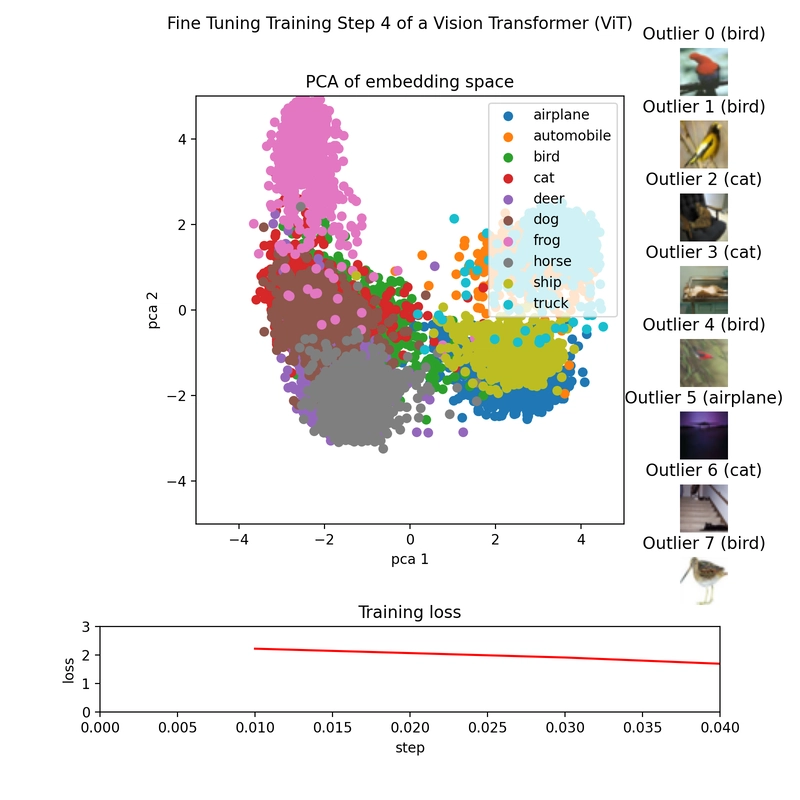 Fine Tuning Training Step 4 of a Vision Transformer (ViT)
PCA of embedding space
4
2
0
−2
−4
pca 2
−4
−2
0
2
4
pca 1
airplane
automobile
bird
cat
deer
dog
frog
horse
ship
truck
Outlier 0 (bird)
Outlier 1 (bird)
Outlier 2 (cat)
Outlier 3 (cat)
Outlier 4 (bird)
Outlier 5 (airplane)
Outlier 6 (cat)
Outlier 7 (bird)
Training loss
3
2
1
0
loss
0.000
0.005
0.010
0.015
0.020
0.025
0.030
0.035
0.040
step